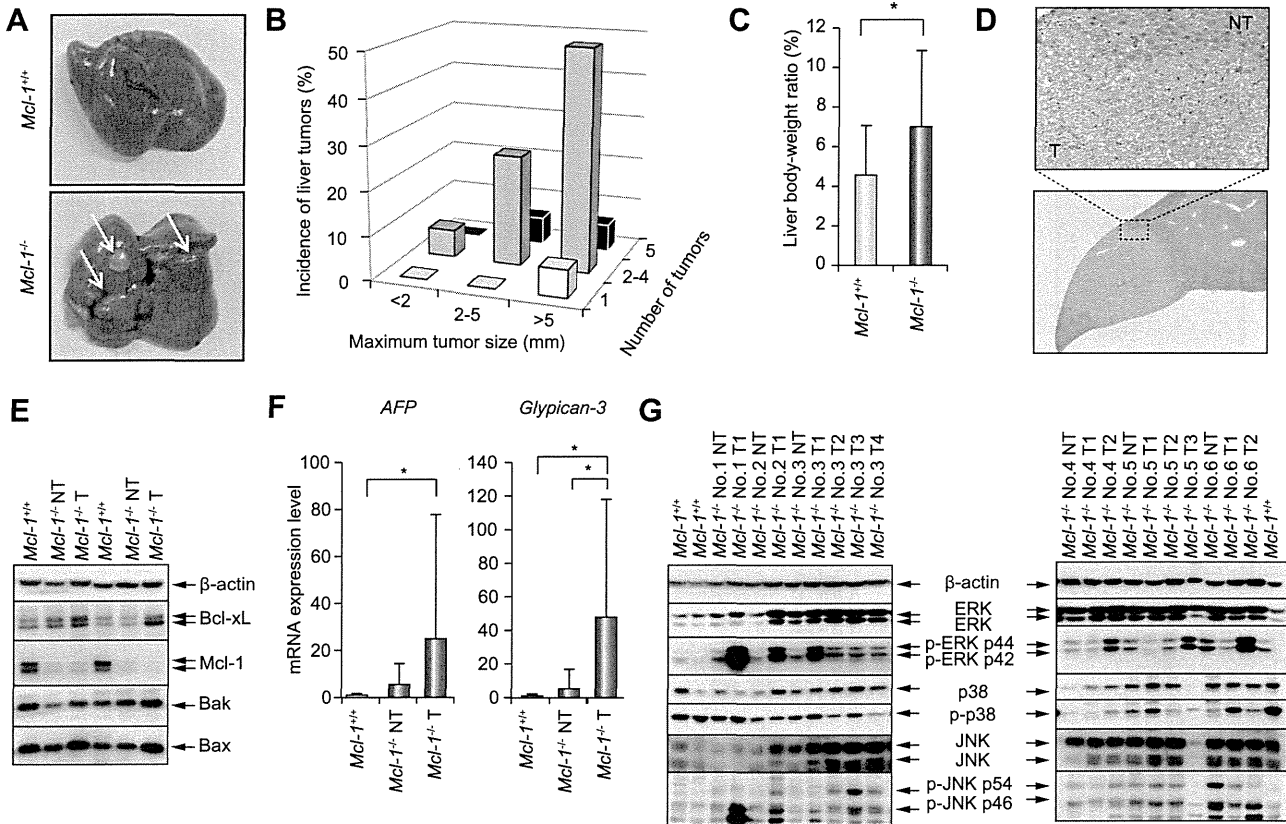 A
Mcl-1+/+
Mcl-1-/-
B
Incidence of liver tumors (%)
50
40
30
20
10
0
<2
2-5
>5
Maximum tumor size (mm)
1
2-4
5
Number of tumors
C
Liver body-weight ratio (%)
*
12
10
8
6
4
2
0
Mcl-1+/+
Mcl-1-/-
D
NT
T
E
Mcl-1+/+
Mcl-1-/- NT
Mcl-1-/- T
Mcl-1+/+
Mcl-1-/- NT
Mcl-1-/- T
β-actin
Bcl-xL
Mcl-1
Bak
Bax
F
AFP
mRNA expression level
100
80
60
40
20
0
*
Mcl-1+/+
Mcl-1-/- NT
Mcl-1-/- T
Glypican-3
140
120
100
80
60
40
20
0
*
*
Mcl-1+/+
Mcl-1-/- NT
Mcl-1-/- T
G
Mcl-1+/+
Mcl-1+/+
Mcl-1-/- No.1 NT
Mcl-1-/- No.1 T1
Mcl-1-/- No.2 NT
Mcl-1-/- No.2 T1
Mcl-1-/- No.3 NT
Mcl-1-/- No.3 T1
Mcl-1-/- No.3 T2
Mcl-1-/- No.3 T3
Mcl-1-/- No.3 T4
Mcl-1-/- No.4 NT
Mcl-1-/- No.4 T1
Mcl-1-/- No.4 T2
Mcl-1-/- No.5 NT
Mcl-1-/- No.5 T1
Mcl-1-/- No.5 T2
Mcl-1-/- No.5 T3
Mcl-1-/- No.6 NT
Mcl-1-/- No.6 T1
Mcl-1-/- No.6 T2
Mcl-1+/+
β-actin
ERK
ERK
p-ERK p44
p-ERK p42
p38
p-p38
JNK
JNK
p-JNK p54
p-JNK p46